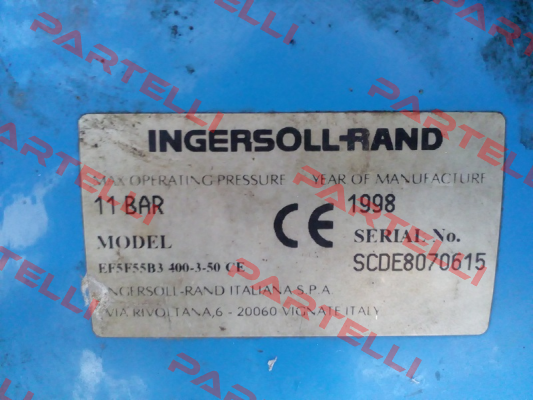 INGERSOLL-RAND
MAX OPERATING PRESSURE YEAR OF MANUFACTURE
11 BAR 1998
CE
MODEL SERIAL No.
EF5F55B3 400-3-50 CE SCDE8070615
INGERSOLL-RAND ITALIANA S.P.A.
VIA RIVOLTANA,6 - 20060 VIGNATE ITALY
PARTELLI
PARTELLI
PARTELLI
PARTELLI
PARTELLI
PARTELLI
PARTELLI